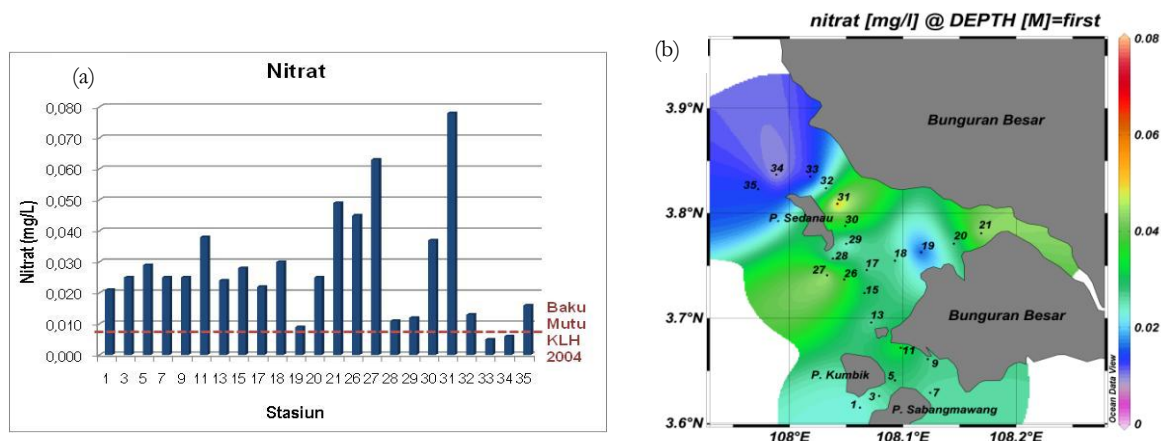 (a)
Nitrat
0,080
0,070
0,060
0,050
0,040
0,030
0,020
0,010
0,000
Nitrat (mg/L)
Baku
Mutu
KLH
2004
1 3 5 7 9 11 13 15 17 18 19 20 21 26 27 28 29 30 31 32 33 34 35
Stasiun
(b)
nitrat [mg/l] @ DEPTH [M]=first
3.9°N
3.8°N
3.7°N
3.6°N
108°E 108.1°E 108.2°E
Bunguran Besar
34
33
35
32
31
P. Sedanau
30
21
20
29
19
28
18
17
27
26
15
13
Bunguran Besar
11
9
P. Kumbik
5
7
3
1
P. Sabangmawang
0.08
0.06
0.04
0.02
0
Ocean Data View